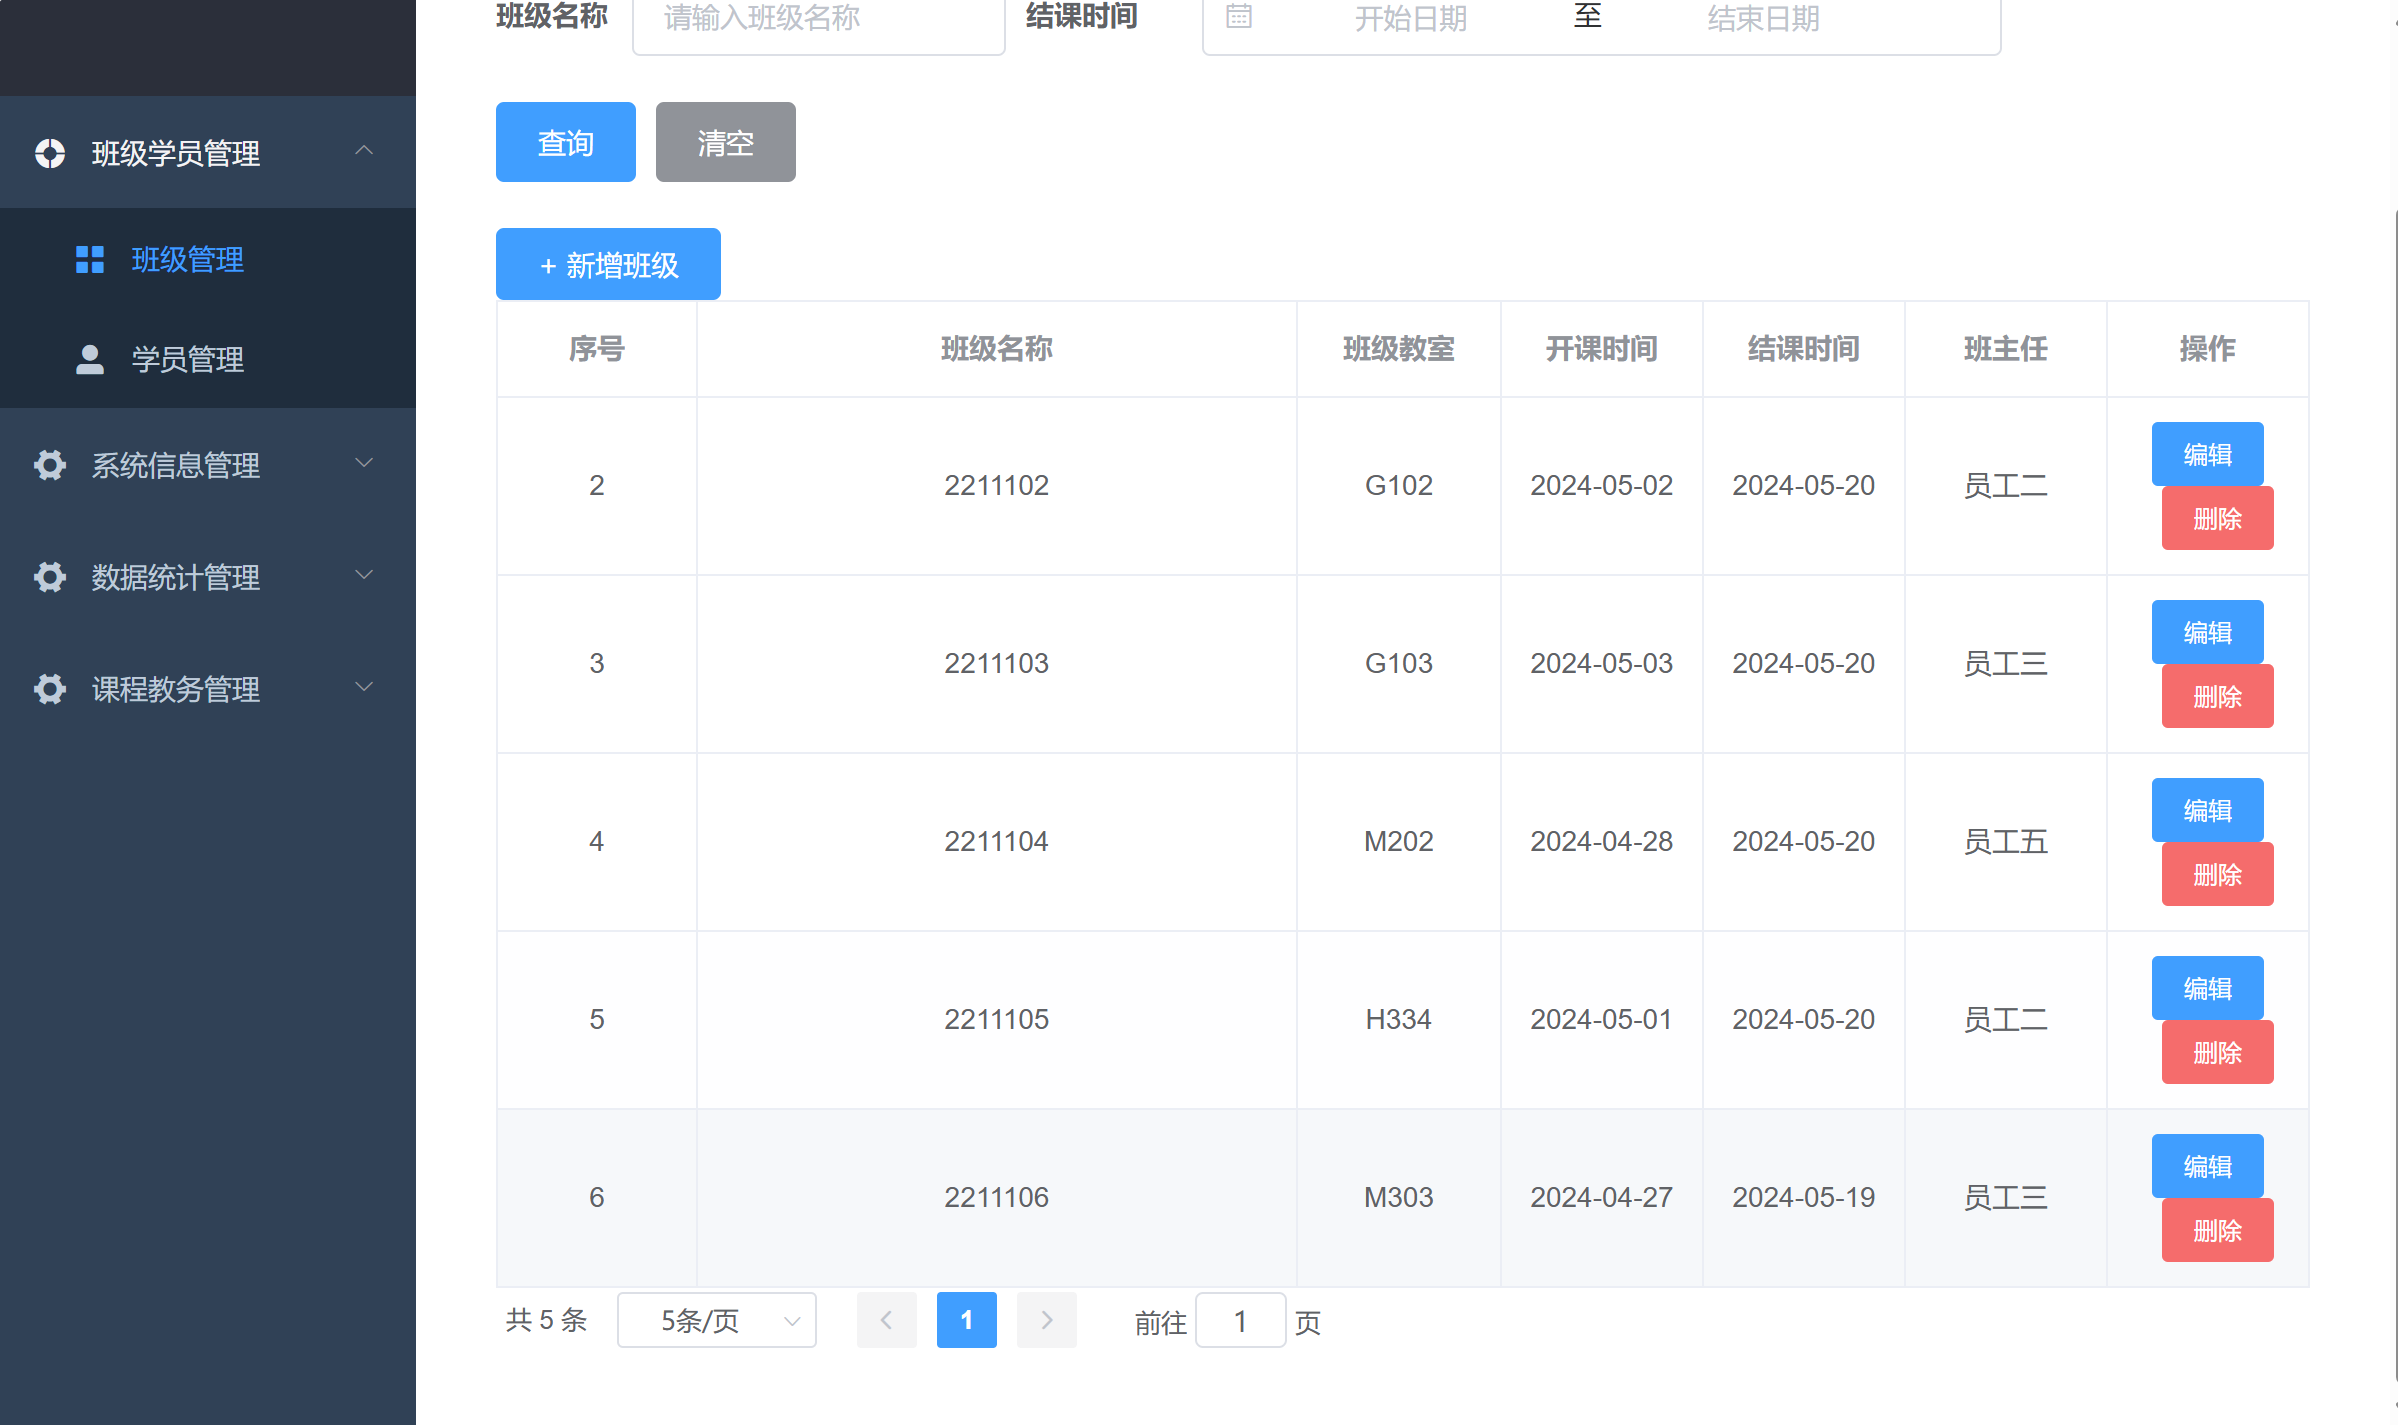 班级学员管理
班级管理
学员管理
系统信息管理
数据统计管理
课程教务管理
班级名称 请输入班级名称 结课时间 开始日期 至 结束日期
查询 清空
+ 新增班级
序号 班级名称 班级教室 开课时间 结课时间 班主任 操作
2 2211102 G102 2024-05-02 2024-05-20 员工二 编辑 删除
3 2211103 G103 2024-05-03 2024-05-20 员工三 编辑 删除
4 2211104 M202 2024-04-28 2024-05-20 员工五 编辑 删除
5 2211105 H334 2024-05-01 2024-05-20 员工二 编辑 删除
6 2211106 M303 2024-04-27 2024-05-19 员工三 编辑 删除
共 5 条 5条/页 1 前往 1 页